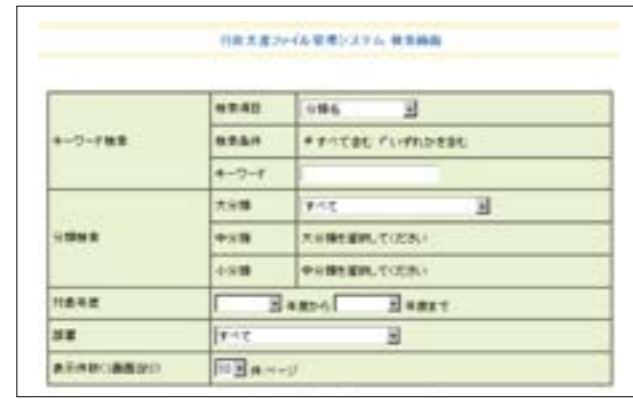 行政文書ファイル管理システム 検索画面
キーワード検索
検索項目 分類名
検索条件 すべて含む いずれかを含む
キーワード
分類検索
大分類 すべて
中分類 大分類を選択してください
小分類 中分類を選択してください
年度から 年度まで
部署 すべて
表示件数(1画面 10 件/ページ